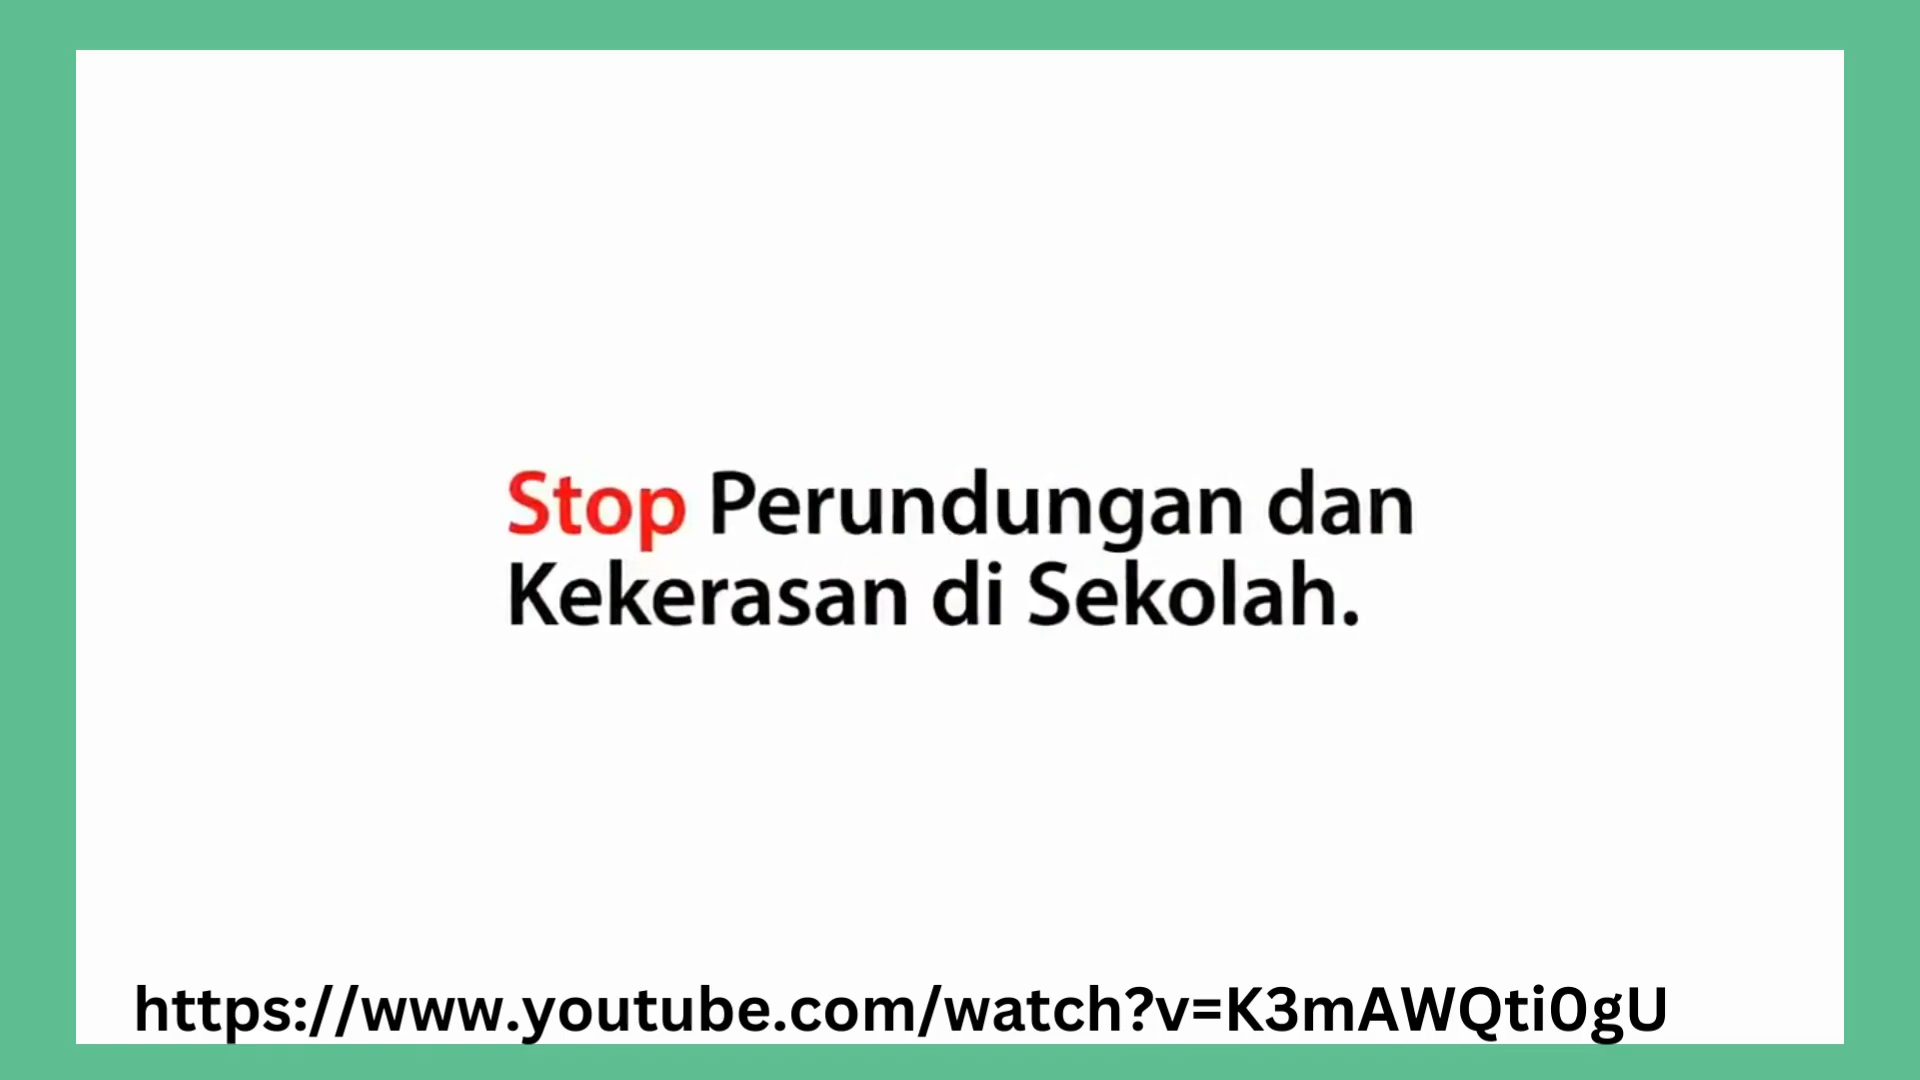 Stop Perundungan dan
Kekerasan di Sekolah.
https://www.youtube.com/watch?v=K3mAWQti0gU